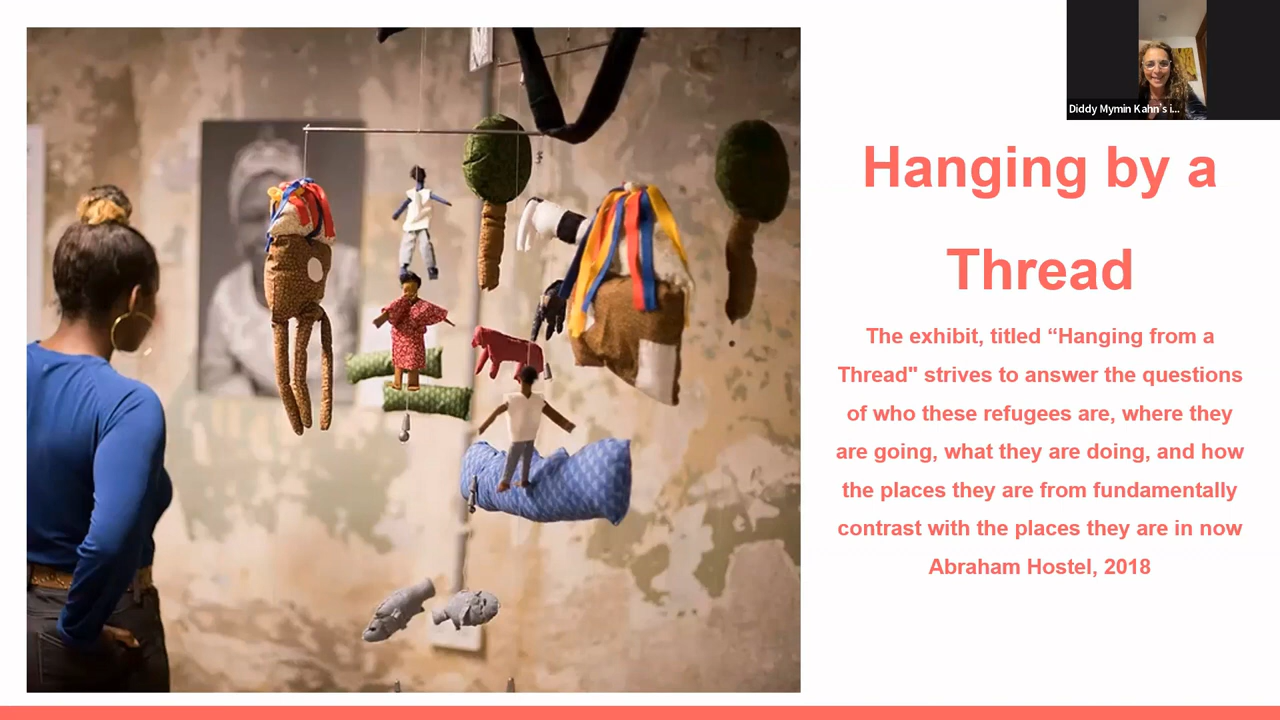 Diddy Mymin Kahn's i...
Hanging by a
Thread
The exhibit, titled “Hanging from a
Thread" strives to answer the questions
of who these refugees are, where they
are going, what they are doing, and how
the places they are from fundamentally
contrast with the places they are in now
Abraham Hostel, 2018